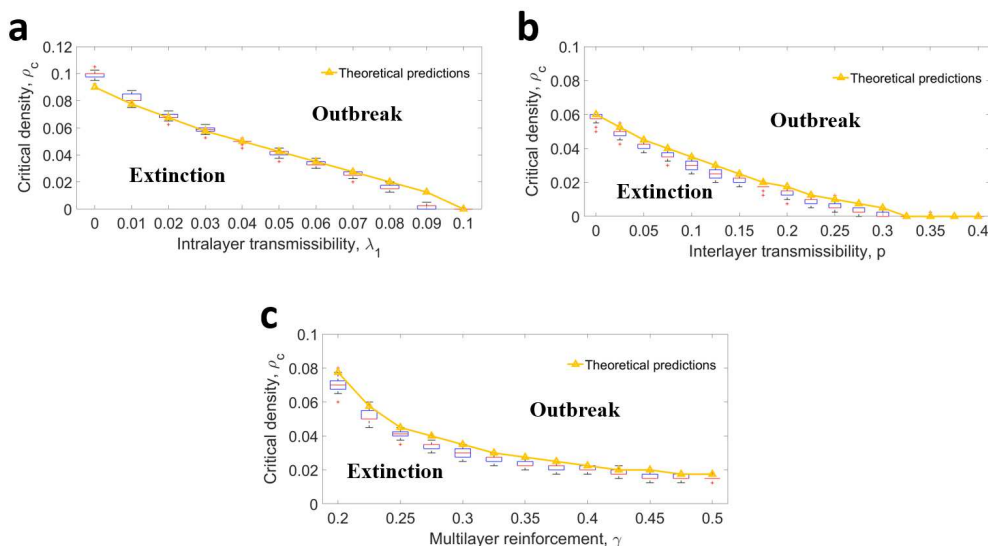 a
0.12
0.1
0.08
0.06
0.04
0.02
0
Critical density, ρc
Theoretical predictions
Outbreak
Extinction
0 0.01 0.02 0.03 0.04 0.05 0.06 0.07 0.08 0.09 0.1
Intralayer transmissibility, λ1
b
0.1
0.08
0.06
0.04
0.02
0
Critical density, ρc
Theoretical predictions
Outbreak
Extinction
0 0.05 0.1 0.15 0.2 0.25 0.3 0.35 0.4
Interlayer transmissibility, p
c
0.1
0.08
0.06
0.04
0.02
0
Critical density, ρc
Theoretical predictions
Outbreak
Extinction
0.2 0.25 0.3 0.35 0.4 0.45 0.5
Multilayer reinforcement, γ